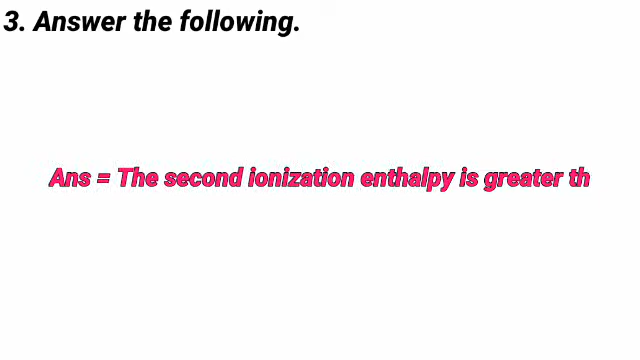 3. Answer the following.
Ans = The second ionization enthalpy is greater th